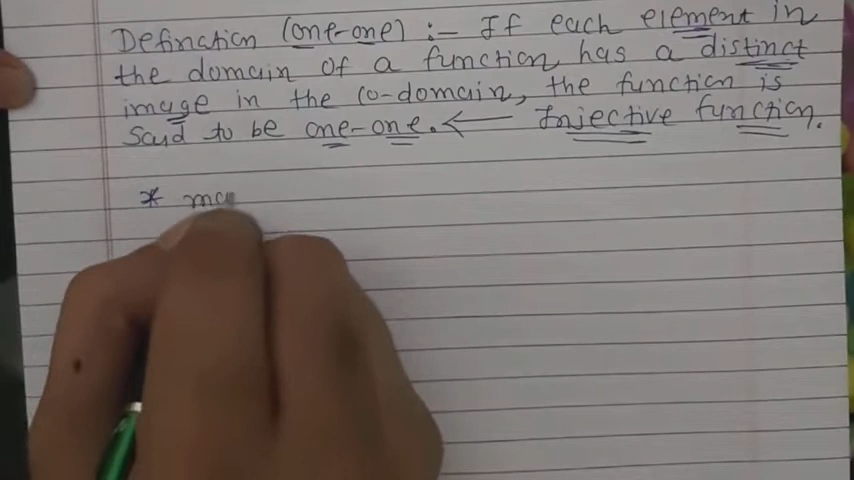 Defination (one-one) :- If each element in
the domain of a function has a distinct
image in the co-domain, the function is
said to be one-one. ← Injective function.
*